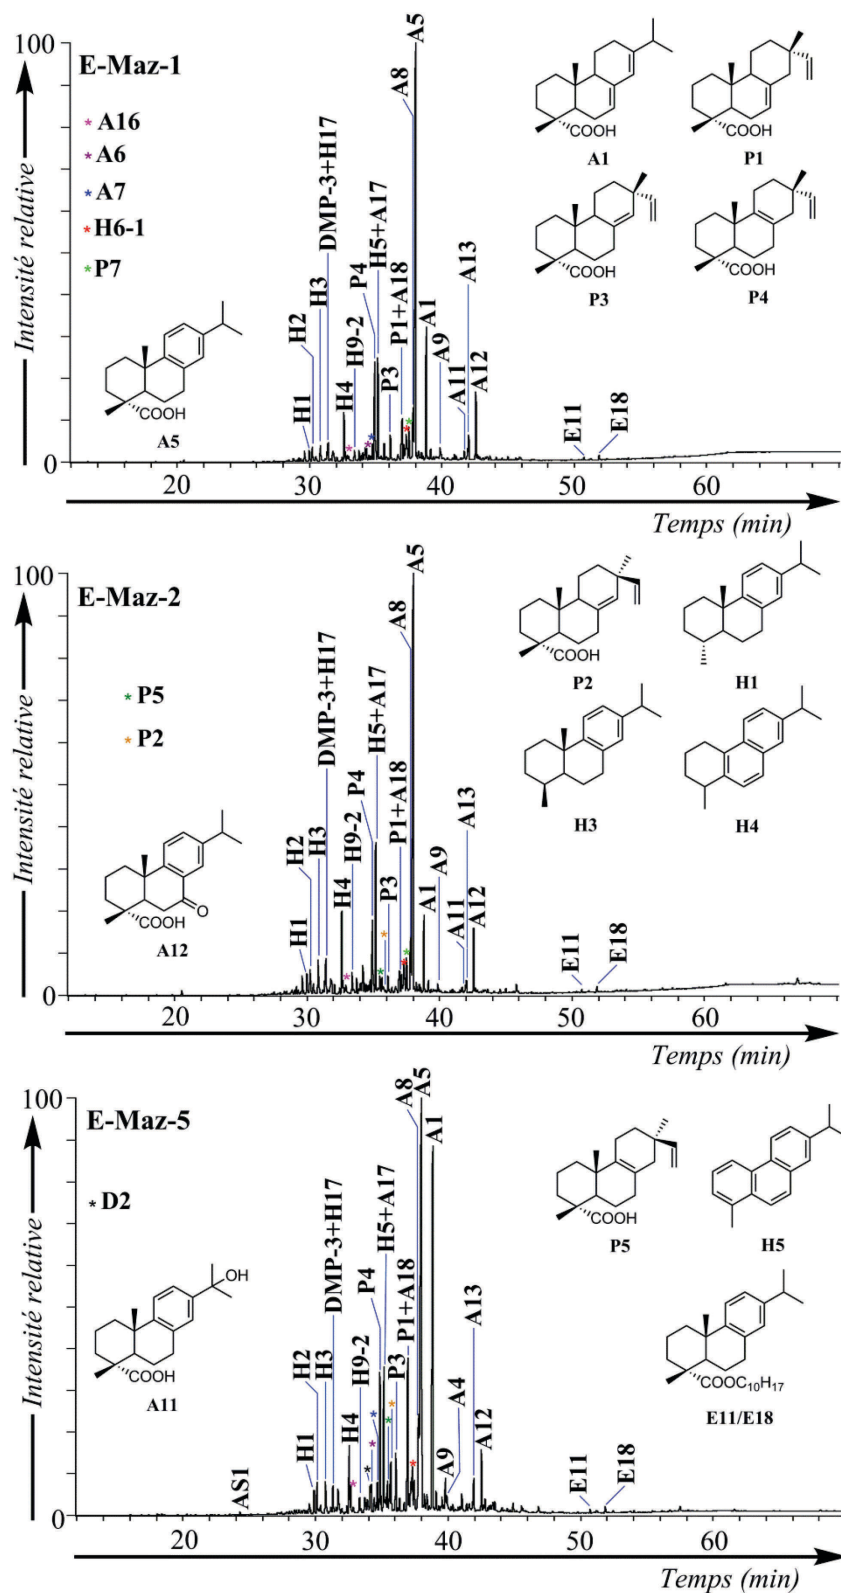 E-Maz-1
100
0
Intensité relative
* A16
* A6
* A7
* H6-1
* P7
COOH
A5
H1
H2
H3
DMP-3+H17
H4
H9-2
P4
H5+A17
P3
P1+A18
A8
A5
A1
A9
A11
A13
A12
E11
E18
COOH
A1
COOH
P1
COOH
P3
COOH
P4
20
30
40
50
60
Temps (min)
E-Maz-2
100
0
Intensité relative
* P5
* P2
COOH
O
A12
H1
H2
H3
DMP-3+H17
H4
H9-2
P4
H5+A17
P3
P1+A18
A8
A5
A1
A9
A11
A13
A12
E11
E18
COOH
P2
H1
H3
H4
20
30
40
50
60
Temps (min)
E-Maz-5
100
0
Intensité relative
* D2
OH
COOH
A11
AS1
H1
H2
H3
DMP-3+H17
H4
H9-2
P4
H5+A17
P3
P1+A18
A8
A5
A1
A9
A4
A13
A12
E11
E18
COOH
P5
H5
COOC10H17
E11/E18
20
30
40
50
60
Temps (min)